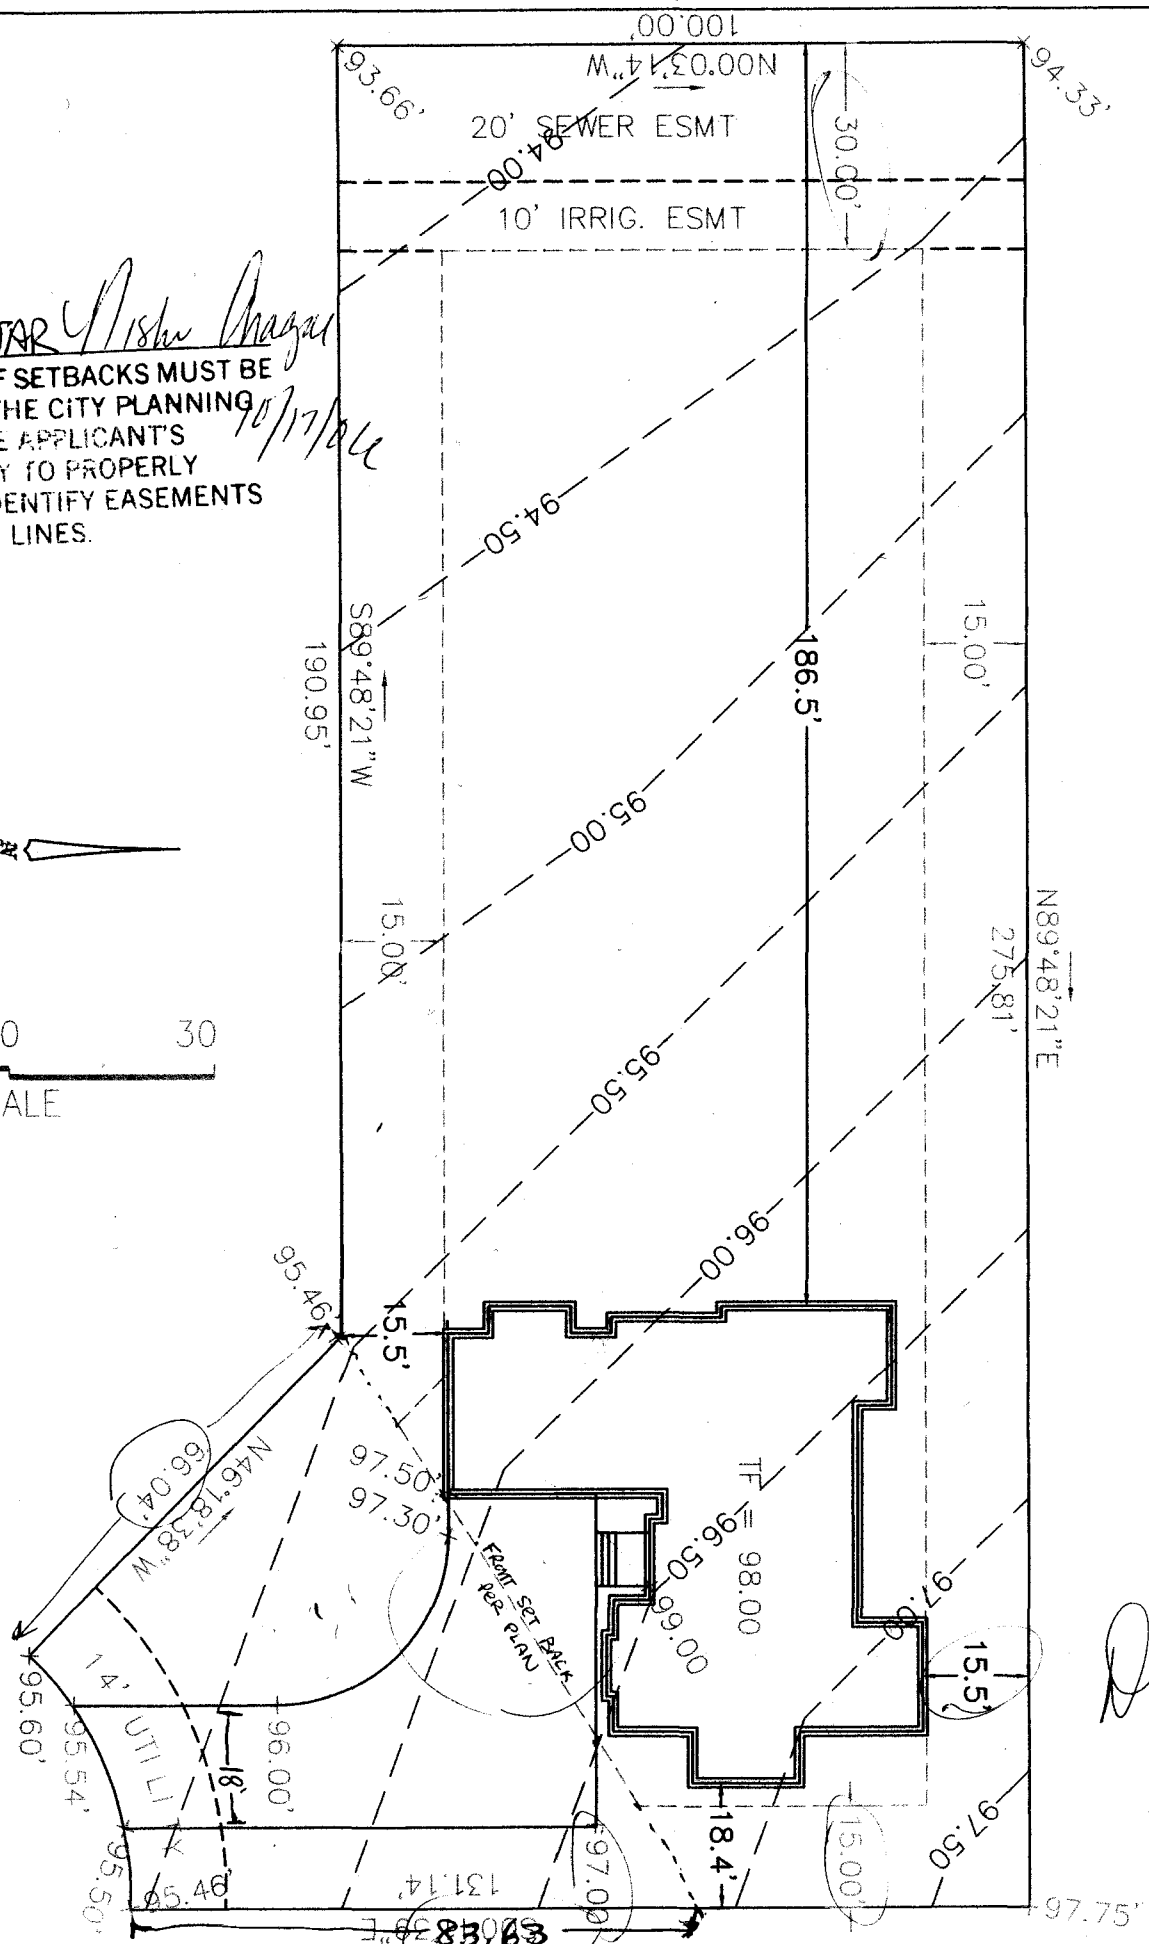 100.00'
N00°03'14"W
93.66'
94.33'
20' SEWER ESMT
94.00
30.00'
10' IRRIG. ESMT
TAR
F SETBACKS MUST BE
THE CITY PLANNING
E APPLICANT'S
Y TO PROPERLY
DENTIFY EASEMENTS
LINES.
94.50
S89°48'21"W
190.95'
186.5'
15.00'
95.00
N89°48'21"E
275.81'
15.00'
0 30
ALE
95.50
96.00
95.46'
15.5'
66.04'
N46°18'38"W
97.50'
97.30'
TF = 98.00
96.50
99.00
FRONT SET BACK
PER PLAN
97.00
15.5'
14' UTILI
95.60'
95.54'
96.00'
18'
18.4'
15.00'
97.50
97.00
95.50'
95.46'
131.14'
83.63
97.75'